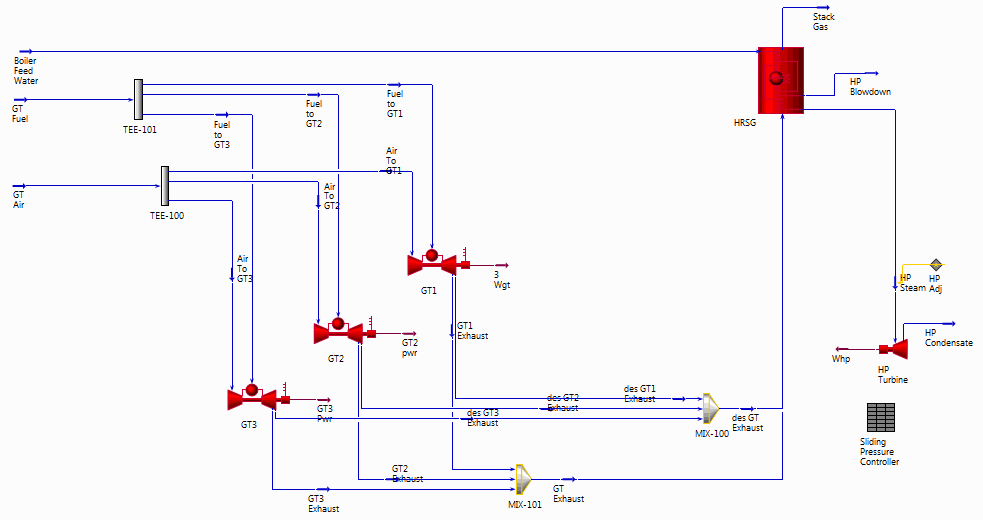 Stack
Gas
Boiler
Feed
Water
HP
Blowdown
GT
Fuel
Fuel
to
GT1
Fuel
to
GT2
Fuel
to
GT3
TEE-101
HRSG
Air
To
GT1
GT
Air
Air
To
GT2
TEE-100
Air
To
GT3
3
Wgt
GT1
HP
Steam
HP
Adj
GT1
Exhaust
GT2
GT2
pwr
HP
Condensate
Whp
HP
Turbine
des GT1
Exhaust
des GT2
Exhaust
GT3
Pwr
des GT3
Exhaust
GT3
des GT
Exhaust
MIX-100
Sliding
Pressure
Controller
GT2
Exhaust
GT
Exhaust
GT3
Exhaust
MIX-101